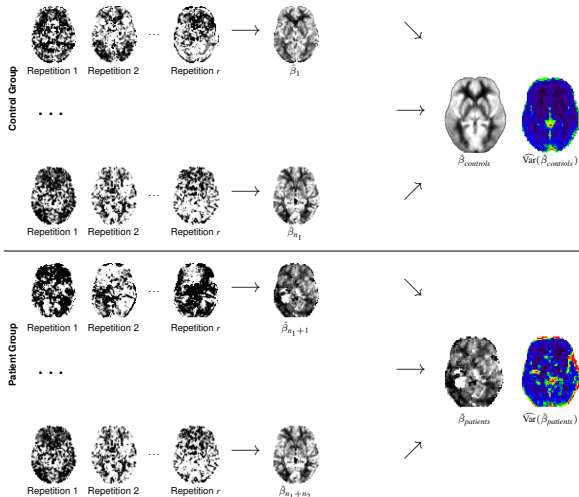 Control Group
Repetition 1 Repetition 2 ... Repetition r
β̂₁
. . .
β̂controls V̂ar(β̂controls)
Repetition 1 Repetition 2 ... Repetition r
β̂n₁
Patient Group
Repetition 1 Repetition 2 ... Repetition r
β̂n₁+1
. . .
β̂patients V̂ar(β̂patients)
Repetition 1 Repetition 2 ... Repetition r
β̂n₁+n₂